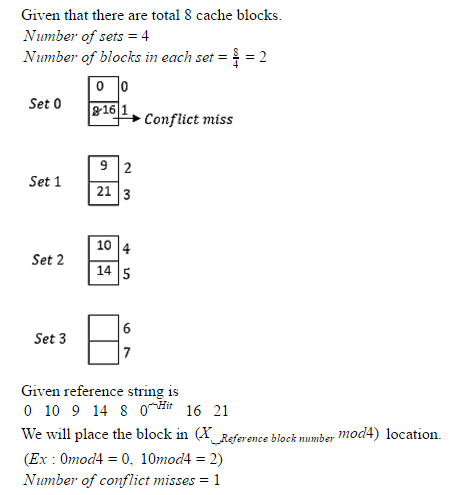 Given that there are total 8 cache blocks.
Number of sets = 4
Number of blocks in each set = 8/4 = 2
0 0
Set 0
8 16 1
Conflict miss
9 2
Set 1
21 3
10 4
Set 2
14 5
6
Set 3
7
Given reference string is
0 10 9 14 8 0 Hit 16 21
We will place the block in (X_Reference block number mod4) location.
(Ex : 0mod4 = 0, 10mod4 = 2)
Number of conflict misses = 1